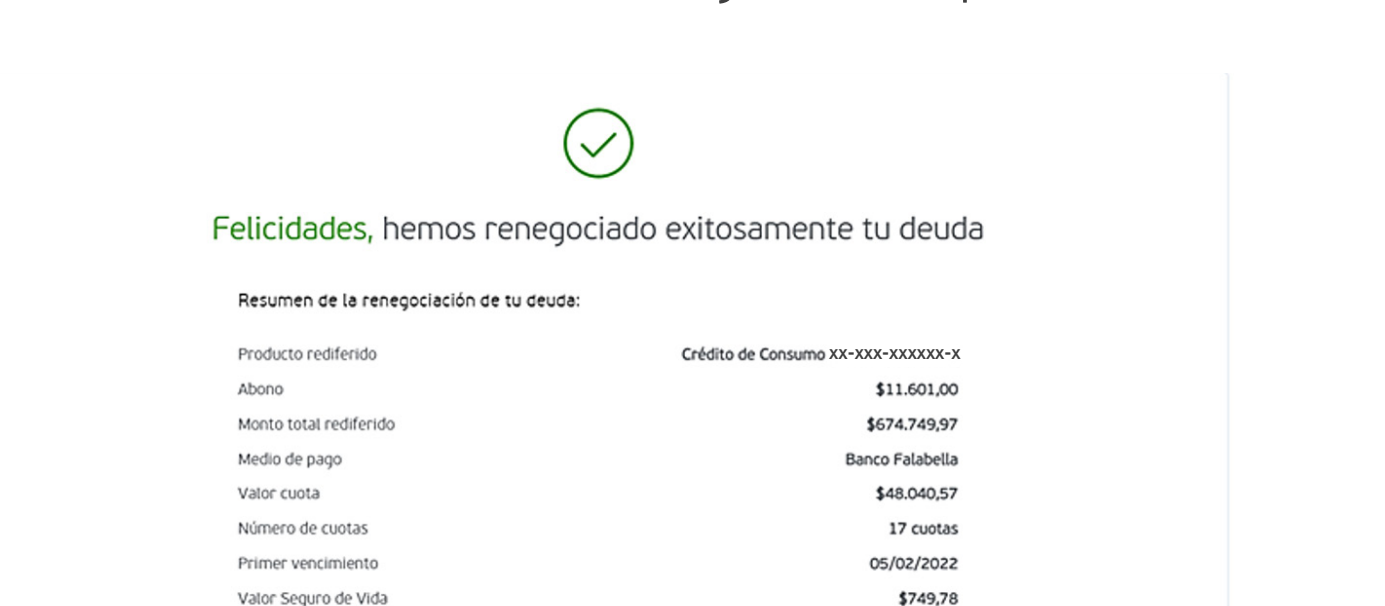 Felicidades, hemos renegociado exitosamente tu deuda
Resumen de la renegociación de tu deuda:
Producto rediferido Crédito de Consumo xx-xxx-xxxxxx-x
Abono $11.601,00
Monto total rediferido $674.749,97
Medio de pago Banco Falabella
Valor cuota $48.040,57
Número de cuotas 17 cuotas
Primer vencimiento 05/02/2022
Valor Seguro de Vida $749,78